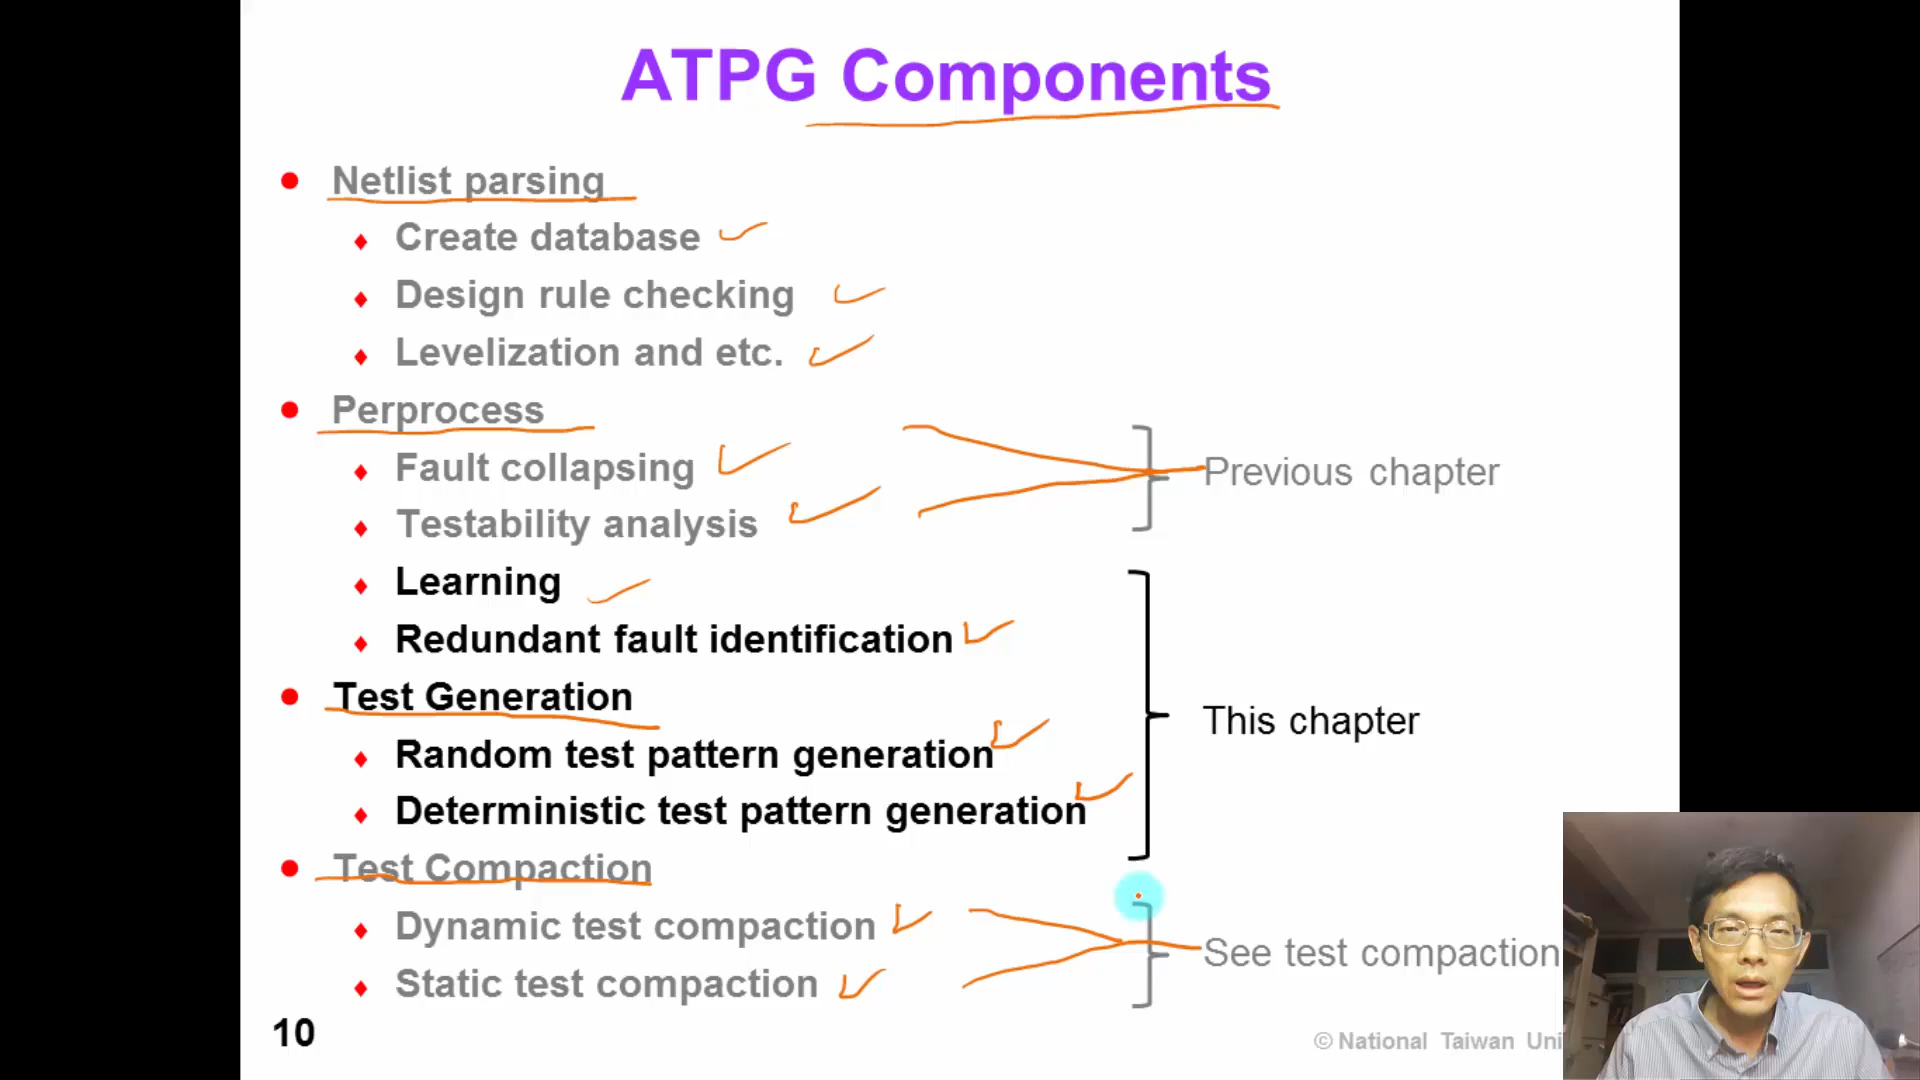 ATPG Components
Netlist parsing
Create database
Design rule checking
Levelization and etc.
Perprocess
Fault collapsing
Testability analysis
Previous chapter
Learning
Redundant fault identification
Test Generation
This chapter
Random test pattern generation
Deterministic test pattern generation
Test Compaction
Dynamic test compaction
See test compaction
Static test compaction
10
© National Taiwan Uni